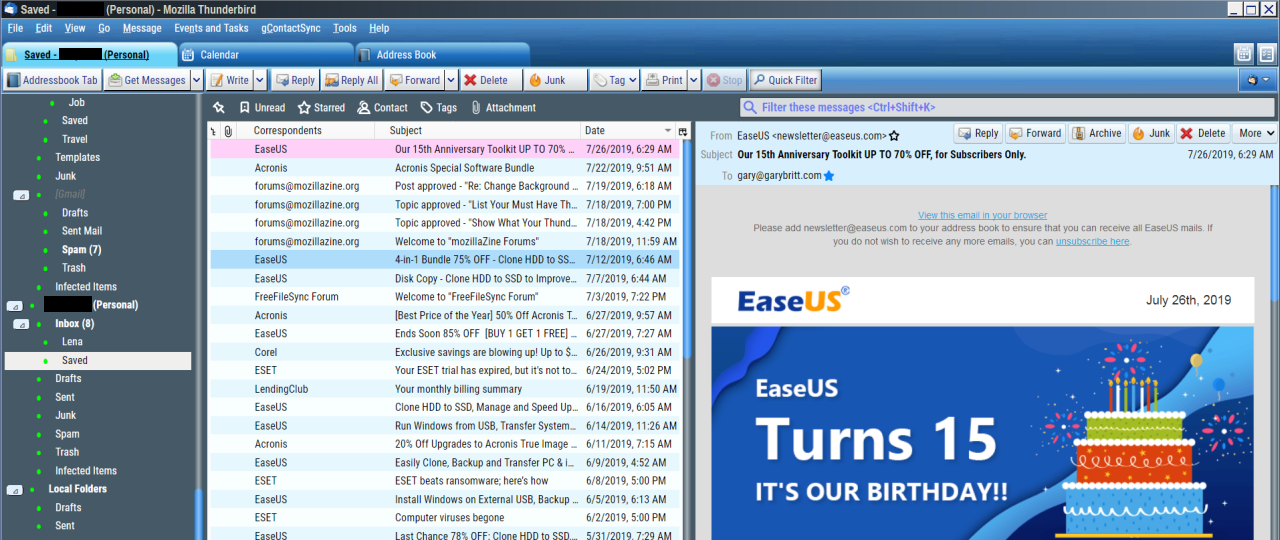 Saved - (Personal) - Mozilla Thunderbird
File Edit View Go Message Events and Tasks gContactSync Tools Help
Saved - (Personal) Calendar Address Book
Addressbook Tab Get Messages Write Reply Reply All Forward Delete Junk Tag Print Stop Quick Filter
Job
Saved
Travel
Templates
Junk
[Gmail]
Drafts
Sent Mail
Spam (7)
Trash
Infected Items
(Personal)
Inbox (8)
Lena
Saved
Drafts
Sent
Junk
Spam
Trash
Infected Items
Local Folders
Drafts
Sent
Unread Starred Contact Tags Attachment
Filter these messages <Ctrl+Shift+K>
Correspondents Subject Date
EaseUS Our 15th Anniversary Toolkit UP TO 70% ... 7/26/2019, 6:29 AM
Acronis Acronis Special Software Bundle 7/22/2019, 9:51 AM
forums@mozillazine.org Post approved - "Re: Change Background ... 7/19/2019, 6:18 AM
forums@mozillazine.org Topic approved - "List Your Must Have Th... 7/18/2019, 7:00 PM
forums@mozillazine.org Topic approved - "Show What Your Thund... 7/18/2019, 4:42 PM
forums@mozillazine.org Welcome to "mozillaZine Forums" 7/18/2019, 11:59 AM
EaseUS 4-in-1 Bundle 75% OFF - Clone HDD to SS... 7/12/2019, 6:46 AM
EaseUS Disk Copy - Clone HDD to SSD to Improve... 7/7/2019, 6:44 AM
FreeFileSync Forum Welcome to "FreeFileSync Forum" 7/3/2019, 7:22 PM
Acronis [Best Price of the Year] 50% Off Acronis T... 6/27/2019, 9:57 AM
EaseUS Ends Soon 85% OFF [BUY 1 GET 1 FREE] ... 6/27/2019, 7:27 AM
Corel Exclusive savings are blowing up! Up to $... 6/26/2019, 9:31 AM
ESET Your ESET trial has expired, but it's not to... 6/24/2019, 5:02 PM
LendingClub Your monthly billing summary 6/19/2019, 11:50 AM
EaseUS Clone HDD to SSD, Manage and Speed Up... 6/16/2019, 6:05 AM
EaseUS Run Windows from USB, Transfer System... 6/14/2019, 11:26 AM
Acronis 20% Off Upgrades to Acronis True Image ... 6/11/2019, 7:15 AM
EaseUS Easily Clone, Backup and Transfer PC & i... 6/9/2019, 4:52 AM
ESET ESET beats ransomware; here's how 6/8/2019, 5:00 PM
EaseUS Install Windows on External USB, Backup ... 6/5/2019, 6:13 AM
ESET Computer viruses begone 6/2/2019, 5:00 PM
EaseUS Last Chance 78% OFF: Clone HDD to SSD,... 5/31/2019, 7:29 AM
From EaseUS <newsletter@easeus.com> Reply Forward Archive Junk Delete More
Subject Our 15th Anniversary Toolkit UP TO 70% OFF, for Subscribers Only. 7/26/2019, 6:29 AM
To gary@garybritt.com
View this email in your browser
Please add newsletter@easeus.com to your address book to ensure that you can receive all EaseUS mails. If
you do not wish to receive any more emails, you can unsubscribe here.
EaseUS® July 26th, 2019
EaseUS
Turns 15
IT'S OUR BIRTHDAY!!